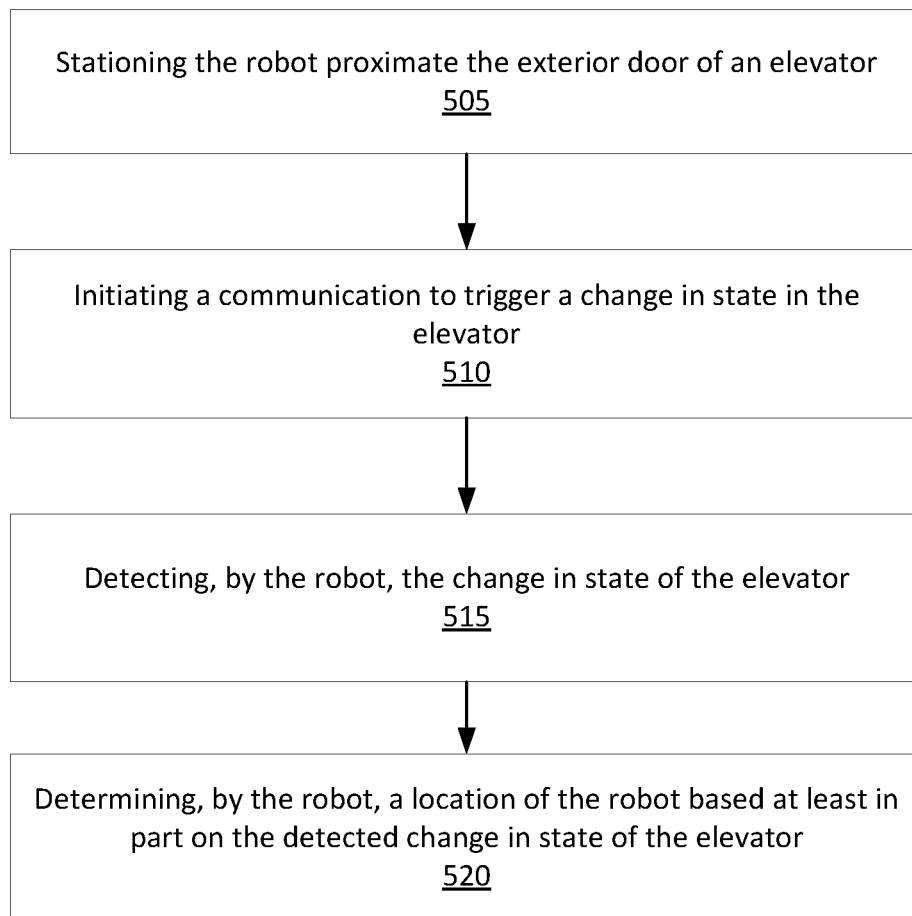 Stationing the robot proximate the exterior door of an elevator
505
Initiating a communication to trigger a change in state in the
elevator
510
Detecting, by the robot, the change in state of the elevator
515
Determining, by the robot, a location of the robot based at least in
part on the detected change in state of the elevator
520